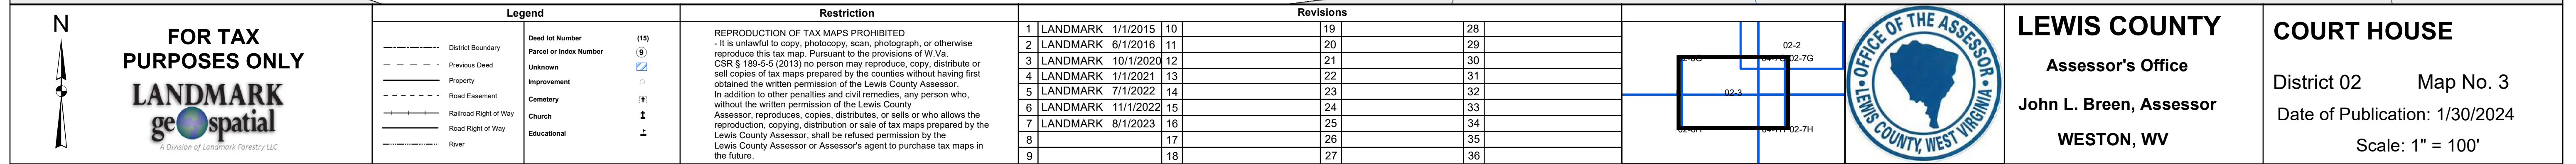 N
FOR TAX
PURPOSES ONLY
LANDMARK
geospatial
A Division of Landmark Forestry LLC
Legend
District Boundary
Previous Deed
Property
Road Easement
Railroad Right of Way
Road Right of Way
River
Deed lot Number (15)
Parcel or Index Number 9
Unknown
Improvement
Cemetery
Church
Educational
Restriction
REPRODUCTION OF TAX MAPS PROHIBITED
- It is unlawful to copy, photocopy, scan, photograph, or otherwise
reproduce this tax map. Pursuant to the provisions of W.Va.
CSR § 189-5-5 (2013) no person may reproduce, copy, distribute or
sell copies of tax maps prepared by the counties without having first
obtained the written permission of the Lewis County Assessor.
In addition to other penalties and civil remedies, any person who,
without the written permission of the Lewis County
Assessor, reproduces, copies, distributes, or sells or who allows the
reproduction, copying, distribution or sale of tax maps prepared by the
Lewis County Assessor, shall be refused permission by the
Lewis County Assessor or Assessor's agent to purchase tax maps in
the future.
Revisions
1 LANDMARK 1/1/2015 10 19 28
2 LANDMARK 6/1/2016 11 20 29
3 LANDMARK 10/1/2020 12 21 30
4 LANDMARK 1/1/2021 13 22 31
5 LANDMARK 7/1/2022 14 23 32
6 LANDMARK 11/1/2022 15 24 33
7 LANDMARK 8/1/2023 16 25 34
8 17 26 35
9 18 27 36
02-2
02-7G
02-3
02-7H
OFFICE OF THE ASSESSOR
LEWIS COUNTY, WEST VIRGINIA
LEWIS COUNTY
Assessor's Office
John L. Breen, Assessor
WESTON, WV
COURT HOUSE
District 02 Map No. 3
Date of Publication: 1/30/2024
Scale: 1" = 100'